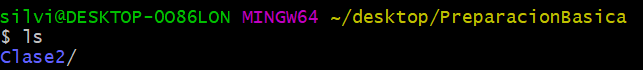 silvi@DESKTOP-OO86LON MINGW64 ~/desktop/PreparacionBasica
$ ls
Clase2/